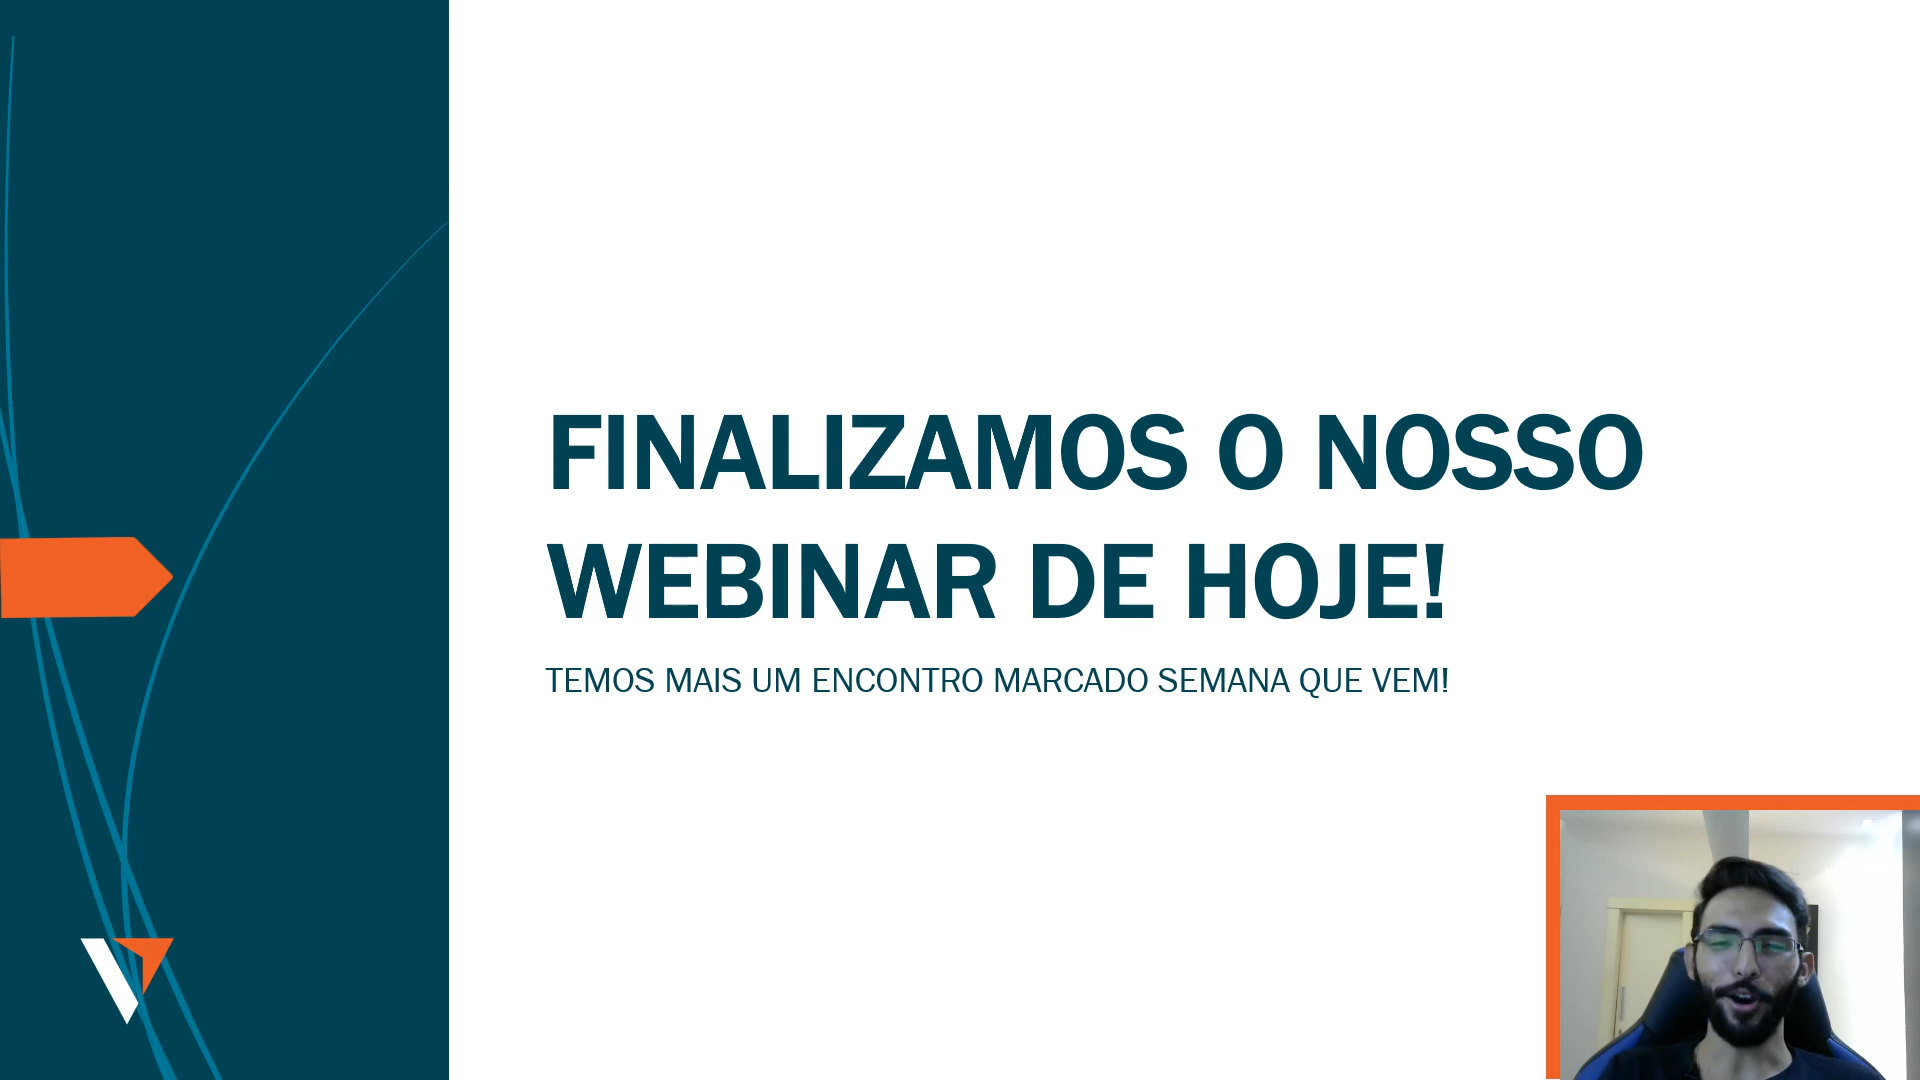 FINALIZAMOS O NOSSO
WEBINAR DE HOJE!
TEMOS MAIS UM ENCONTRO MARCADO SEMANA QUE VEM!